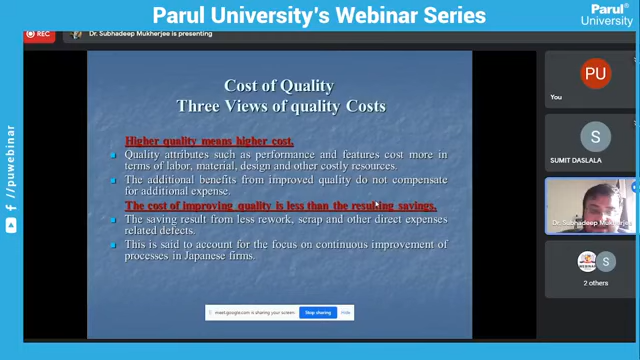 Parul University's Webinar Series
Parul®
University
REC
Dr. Subhadeep Mukherjee is presenting
Cost of Quality
Three Views of quality Costs
Higher quality means higher cost.
Quality attributes such as performance and features cost more in
terms of labor, material, design and other costly resources.
The additional benefits from improved quality do not compensate
for additional expense.
The cost of improving quality is less than the resulting savings.
The saving result from less rework, scrap and other direct expenses
related defects.
This is said to account for the focus on continuous improvement of
processes in Japanese firms.
meet.google.com is sharing your screen.
Stop sharing
Hide
PU
You
S
SUMIT DASLALA
Dr. Subhadeep Mukherjee
S
2 others
/puwebinar